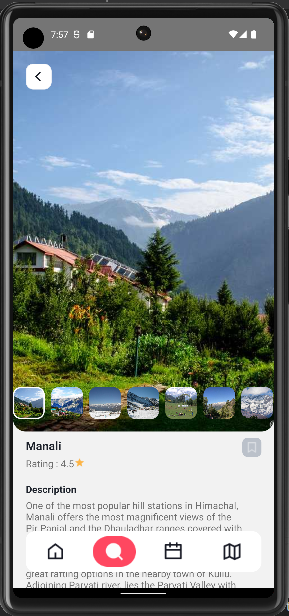 7:57
Manali
Rating : 4.5
Description
One of the most popular hill stations in Himachal,
Manali offers the most magnificent views of the
Pir Panjal and the Dhauladhar ranges covered with
great rafting options in the nearby town of Kullu.
Adjoining Parvati river, lies the Parvati Valley with